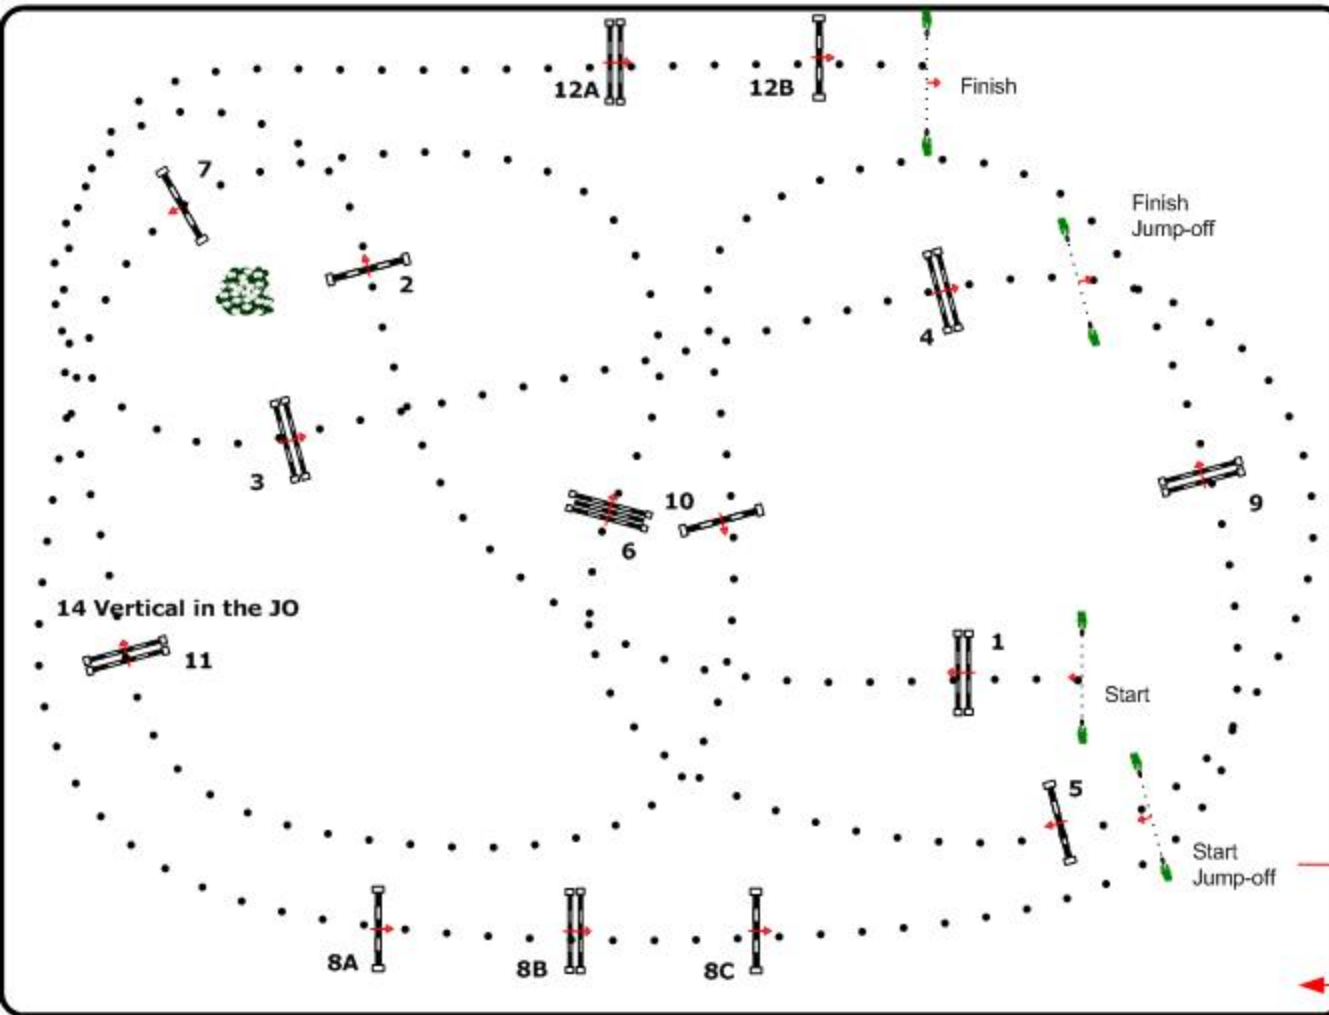 12A
12B
Finish
7
Finish
Jump-off
2
4
3
10
9
6
14 Vertical in the JO
1
11
Start
5
Start
Jump-off
8A
8B
8C